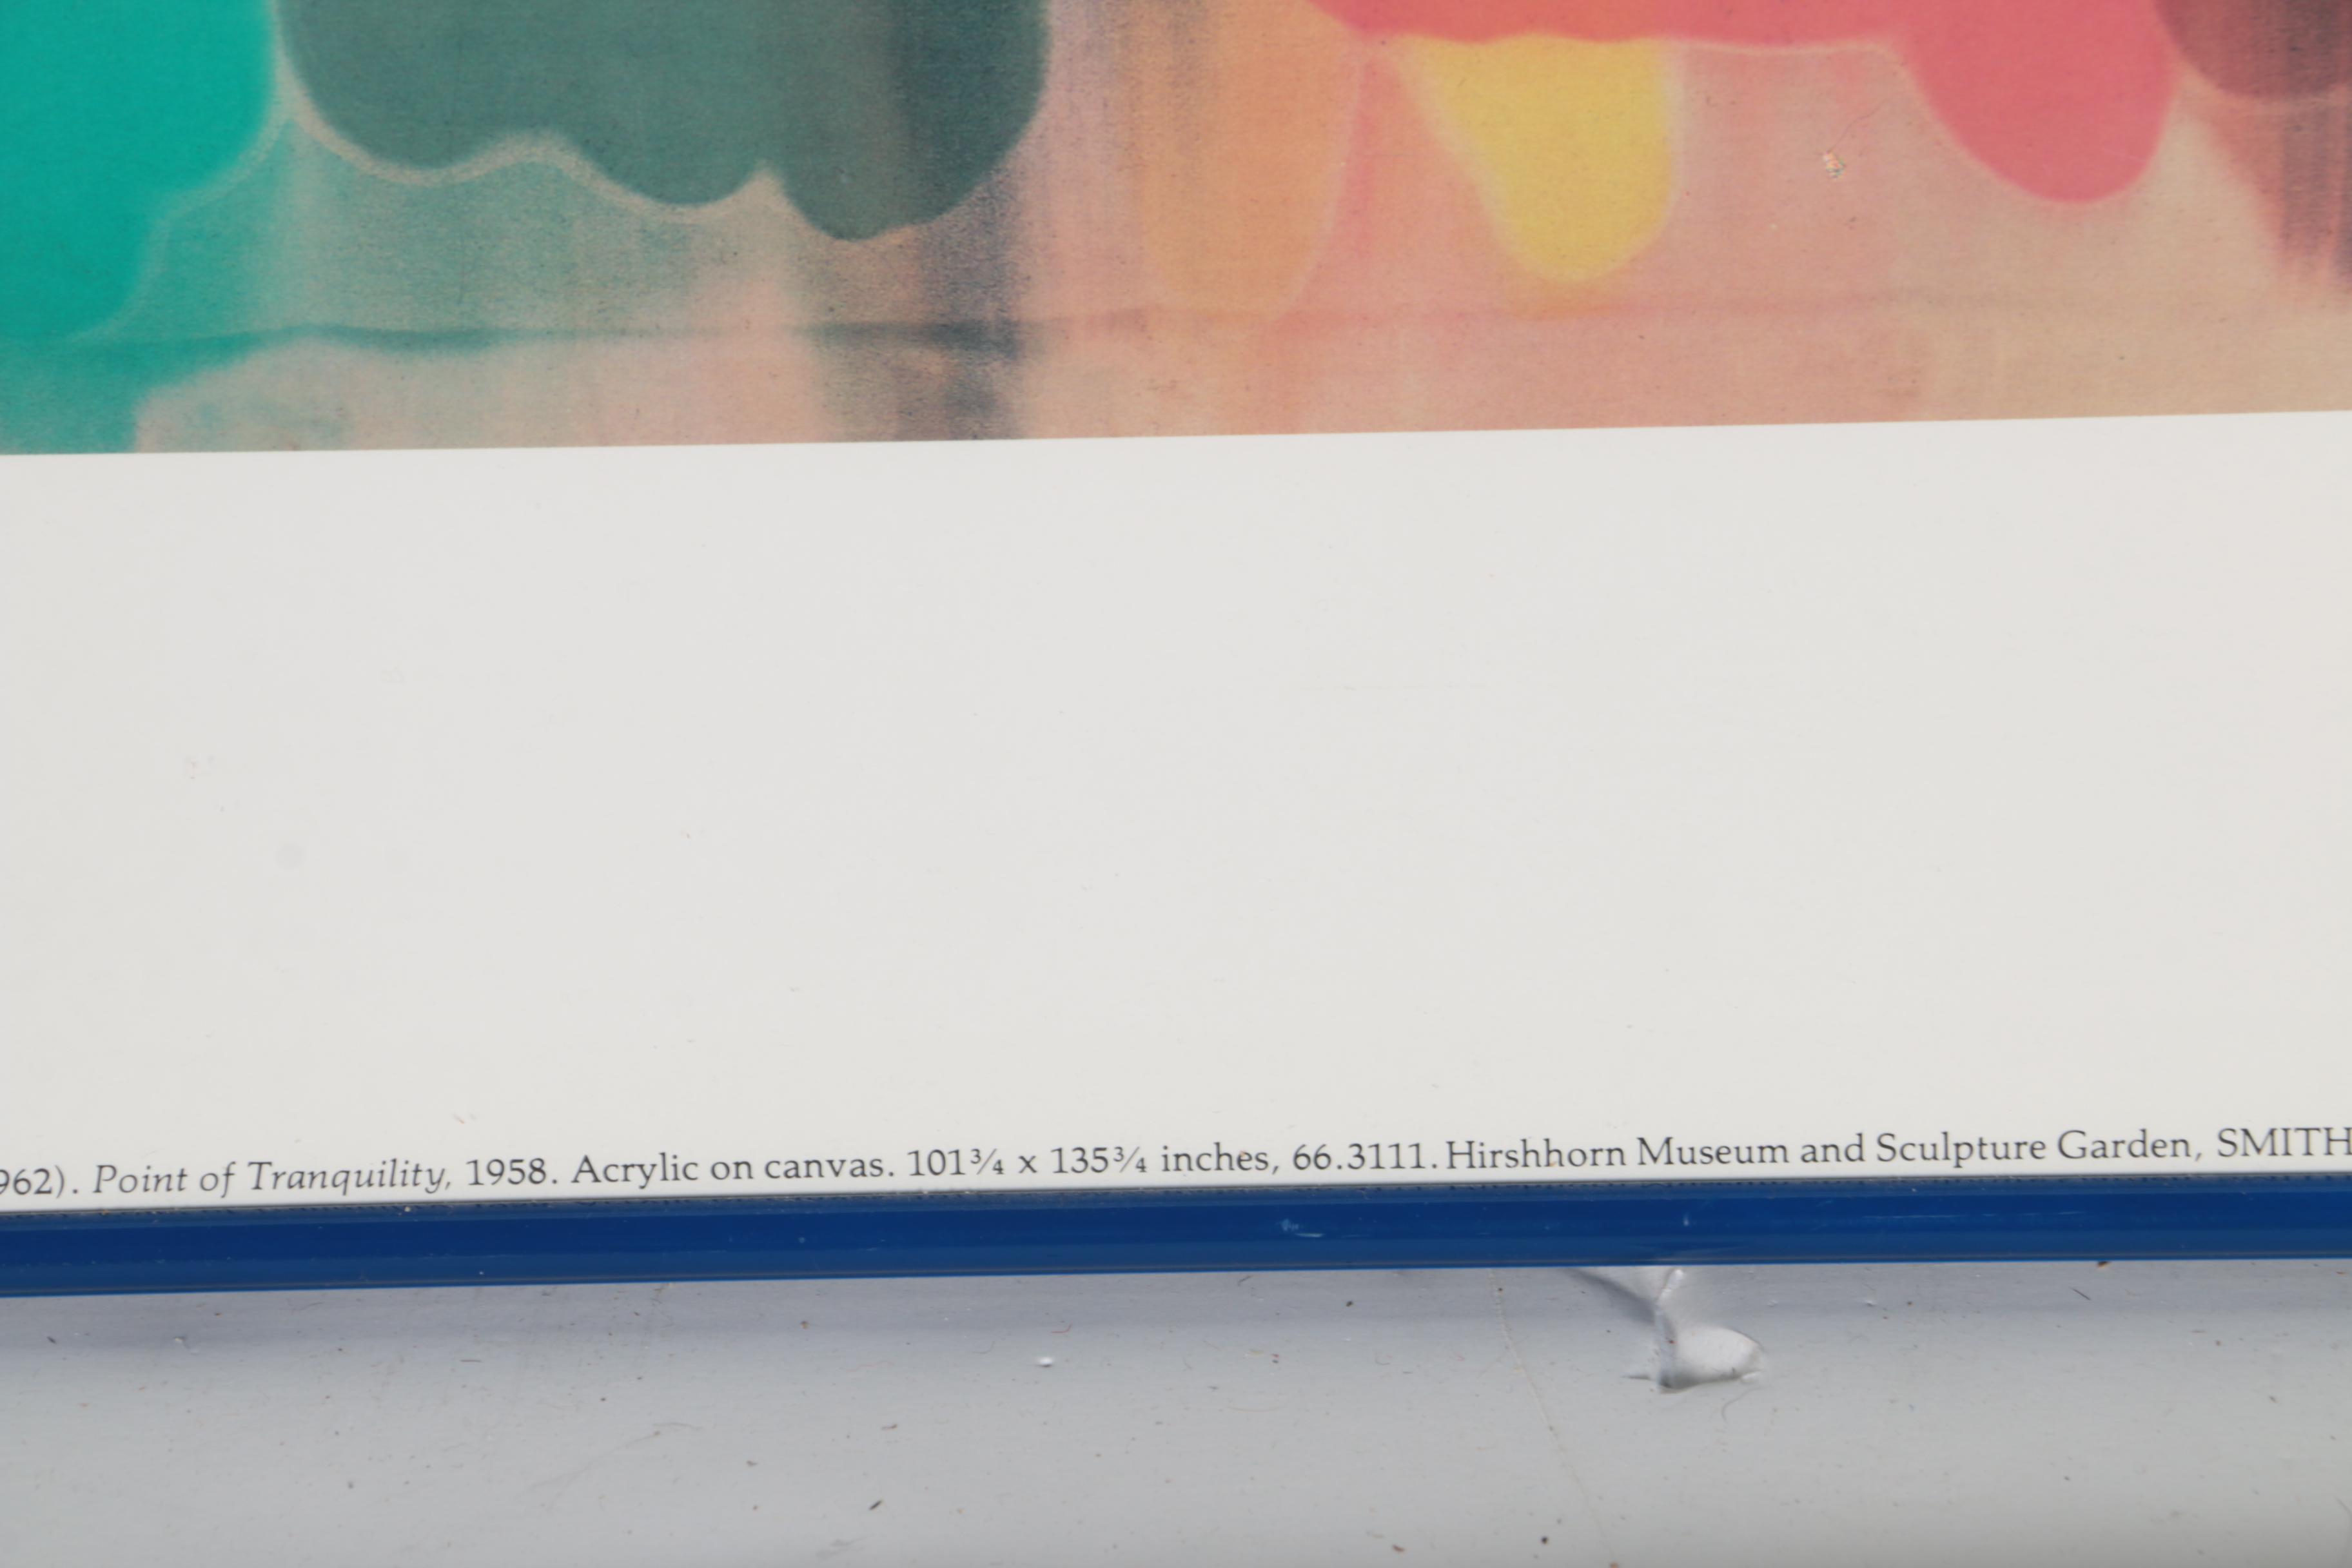 962). Point of Tranquility, 1958. Acrylic on canvas. 101¾ x 135¾ inches, 66.3111. Hirshhorn Museum and Sculpture Garden, SMITH